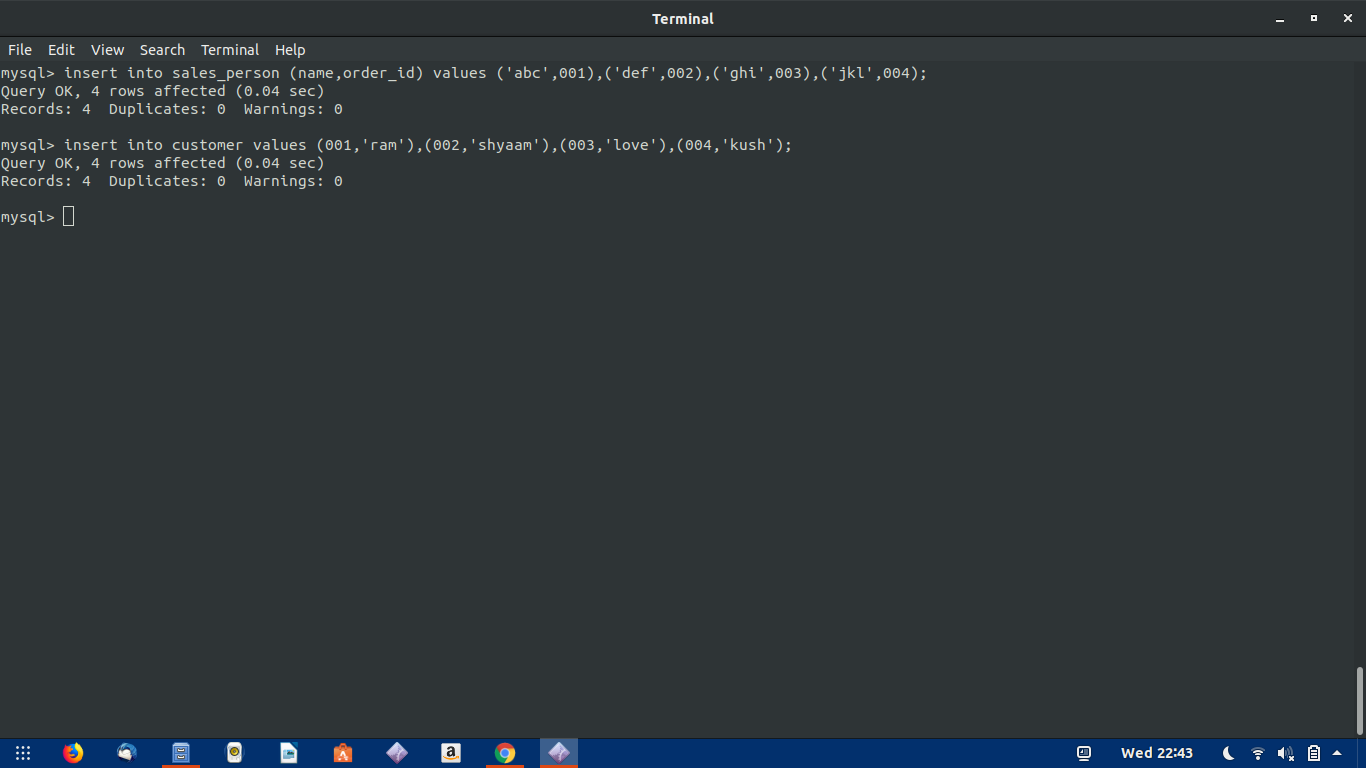 Terminal
File Edit View Search Terminal Help
mysql> insert into sales_person (name,order_id) values ('abc',001),('def',002),('ghi',003),('jkl',004);
Query OK, 4 rows affected (0.04 sec)
Records: 4  Duplicates: 0  Warnings: 0
mysql> insert into customer values (001,'ram'),(002,'shyaam'),(003,'love'),(004,'kush');
Query OK, 4 rows affected (0.04 sec)
Records: 4  Duplicates: 0  Warnings: 0
mysql>
a
Wed 22:43